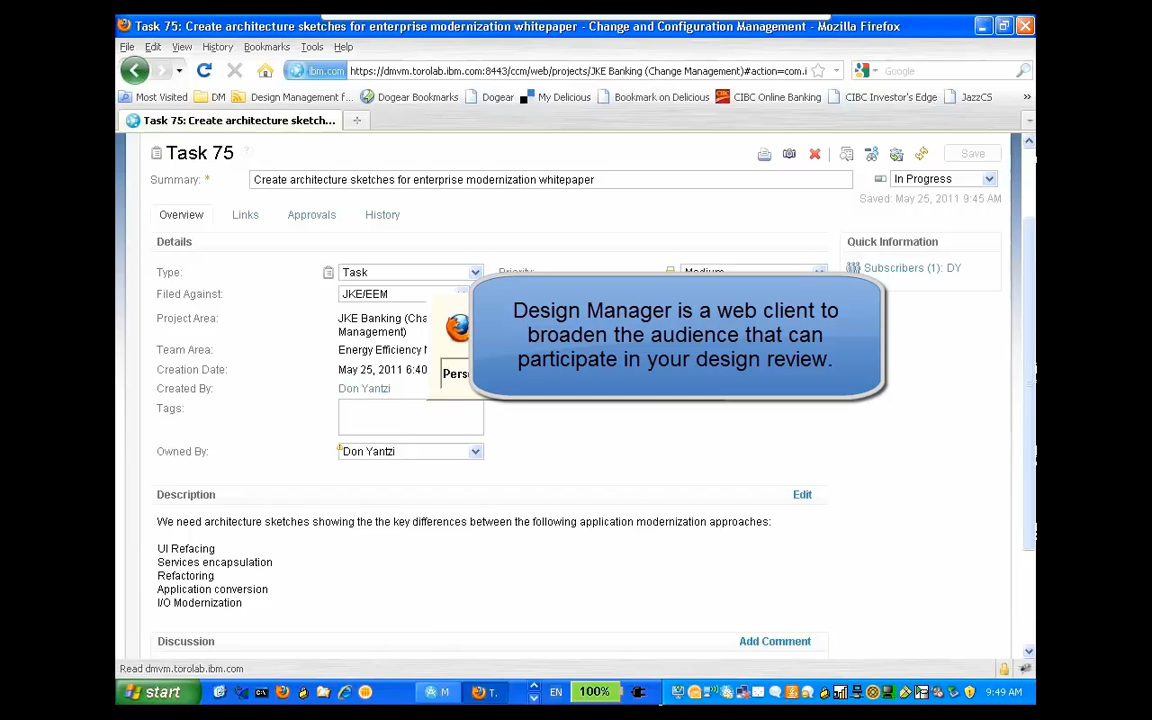 Task 75: Create architecture sketches for enterprise modernization whitepaper - Change and Configuration Management - Mozilla Firefox
File Edit View History Bookmarks Tools Help
ibm.com https://dmvm.torolab.ibm.com:8443/ccm/web/projects/JKE Banking (Change Management)#action=com.i Google
Most Visited DM Design Management f... Dogear Bookmarks Dogear My Delicious Bookmark on Delicious CIBC Online Banking CIBC Investor's Edge JazzCS »
Task 75: Create architecture sketch...
Task 75
Save
Summary: * Create architecture sketches for enterprise modernization whitepaper In Progress
Saved: May 25, 2011 9:45 AM
Overview Links Approvals History
Details Quick Information
Type: Task Priority: Medium Subscribers (1): DY
Filed Against: JKE/EEM
Project Area: JKE Banking (Cha
Management)
Team Area: Energy Efficiency
Creation Date: May 25, 2011 6:40
Created By: Don Yantzi
Tags:
Owned By: Don Yantzi
Pers
Design Manager is a web client to
broaden the audience that can
participate in your design review.
Description Edit
We need architecture sketches showing the the key differences between the following application modernization approaches:
UI Refacing
Services encapsulation
Refactoring
Application conversion
I/O Modernization
Discussion Add Comment
Read dmvm.torolab.ibm.com
start M T. EN 100% 9:49 AM